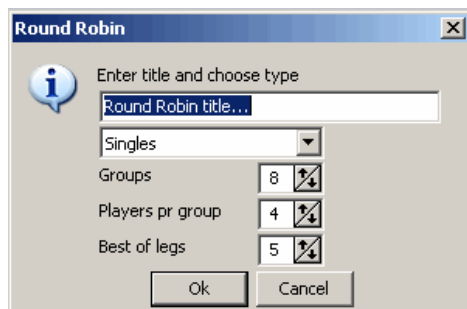 Round Robin
Enter title and choose type
Round Robin title...
Singles
Groups 8
Players pr group 4
Best of legs 5
Ok Cancel